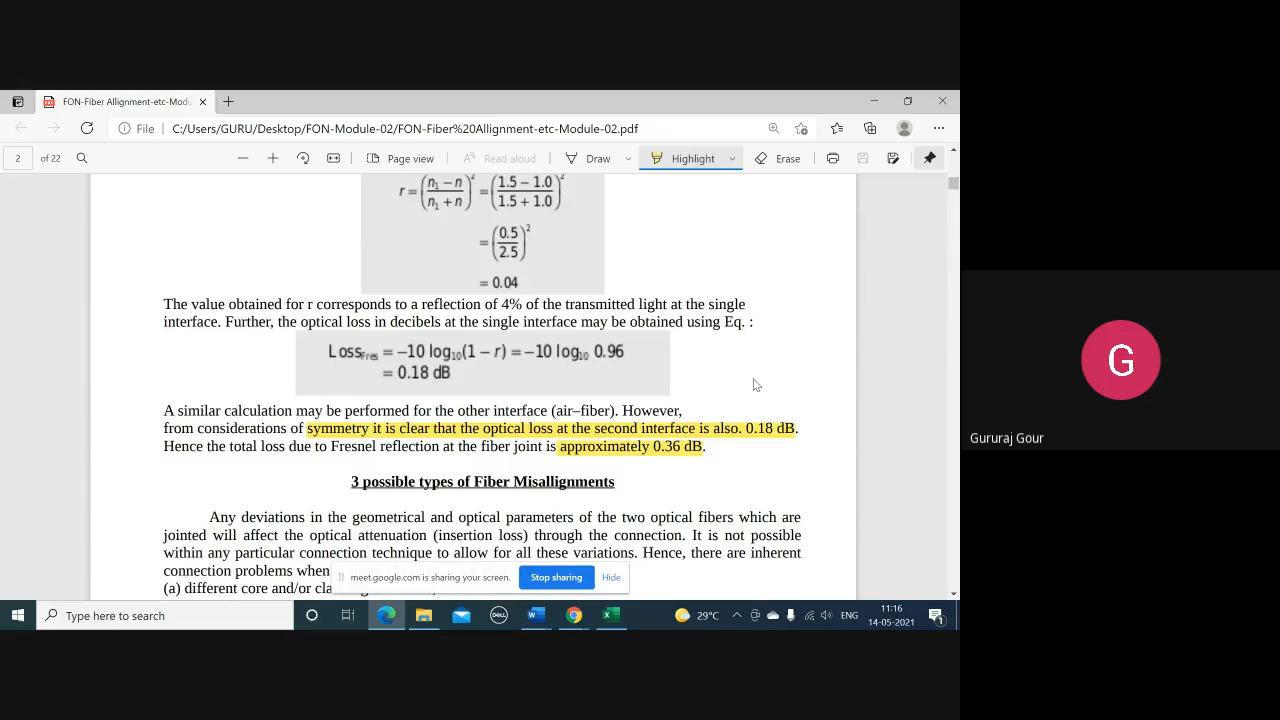 FON-Fiber Allignment-etc-Modu
File C:/Users/GURU/Desktop/FON-Module-02/FON-Fiber%20Allignment-etc-Module-02.pdf
2 of 22 Page view Read aloud Draw Highlight Erase
r = (n₁ − n / n₁ + n)² = (1.5 − 1.0 / 1.5 + 1.0)²
= (0.5 / 2.5)²
= 0.04
The value obtained for r corresponds to a reflection of 4% of the transmitted light at the single
interface. Further, the optical loss in decibels at the single interface may be obtained using Eq. :
LossFres = −10 log₁₀(1 − r) = −10 log₁₀ 0.96
= 0.18 dB
A similar calculation may be performed for the other interface (air–fiber). However,
from considerations of symmetry it is clear that the optical loss at the second interface is also. 0.18 dB.
Hence the total loss due to Fresnel reflection at the fiber joint is approximately 0.36 dB.
3 possible types of Fiber Misallignments
Any deviations in the geometrical and optical parameters of the two optical fibers which are
jointed will affect the optical attenuation (insertion loss) through the connection. It is not possible
within any particular connection technique to allow for all these variations. Hence, there are inherent
connection problems when
(a) different core and/or
meet.google.com is sharing your screen. Stop sharing Hide
Type here to search
DELL
29°C
ENG
11:16
14-05-2021
1
G
Gururaj Gour